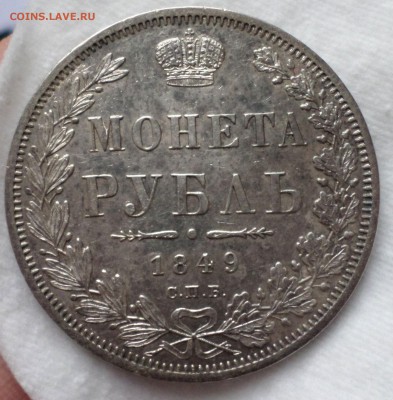 COINS.LAVE.RU
МОНЕТА
РУБЛЬ
1849
С.П.Б.